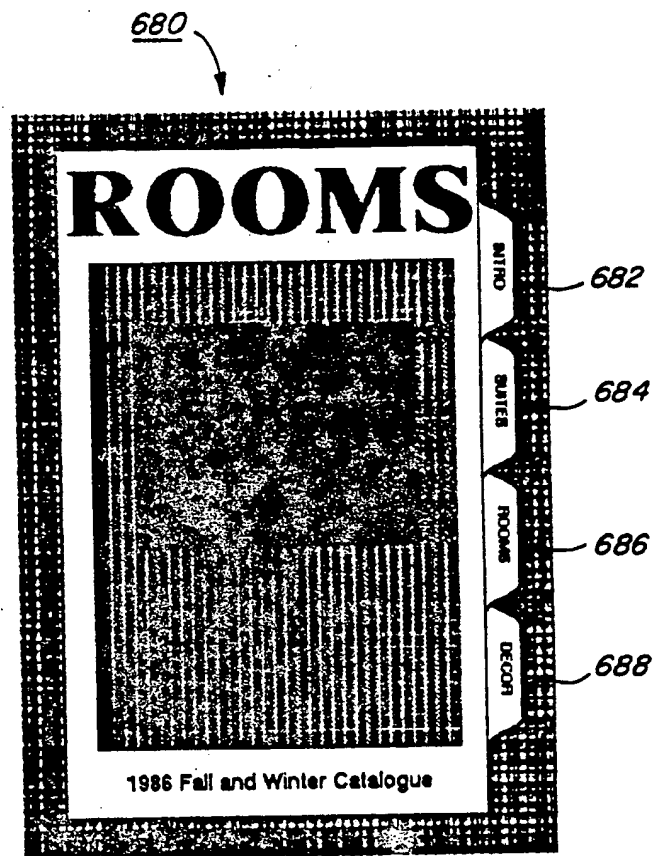 680
ROOMS
INTRO
682
SUITES
684
ROOMS
686
DECOR
688
1986 Fall and Winter Catalogue